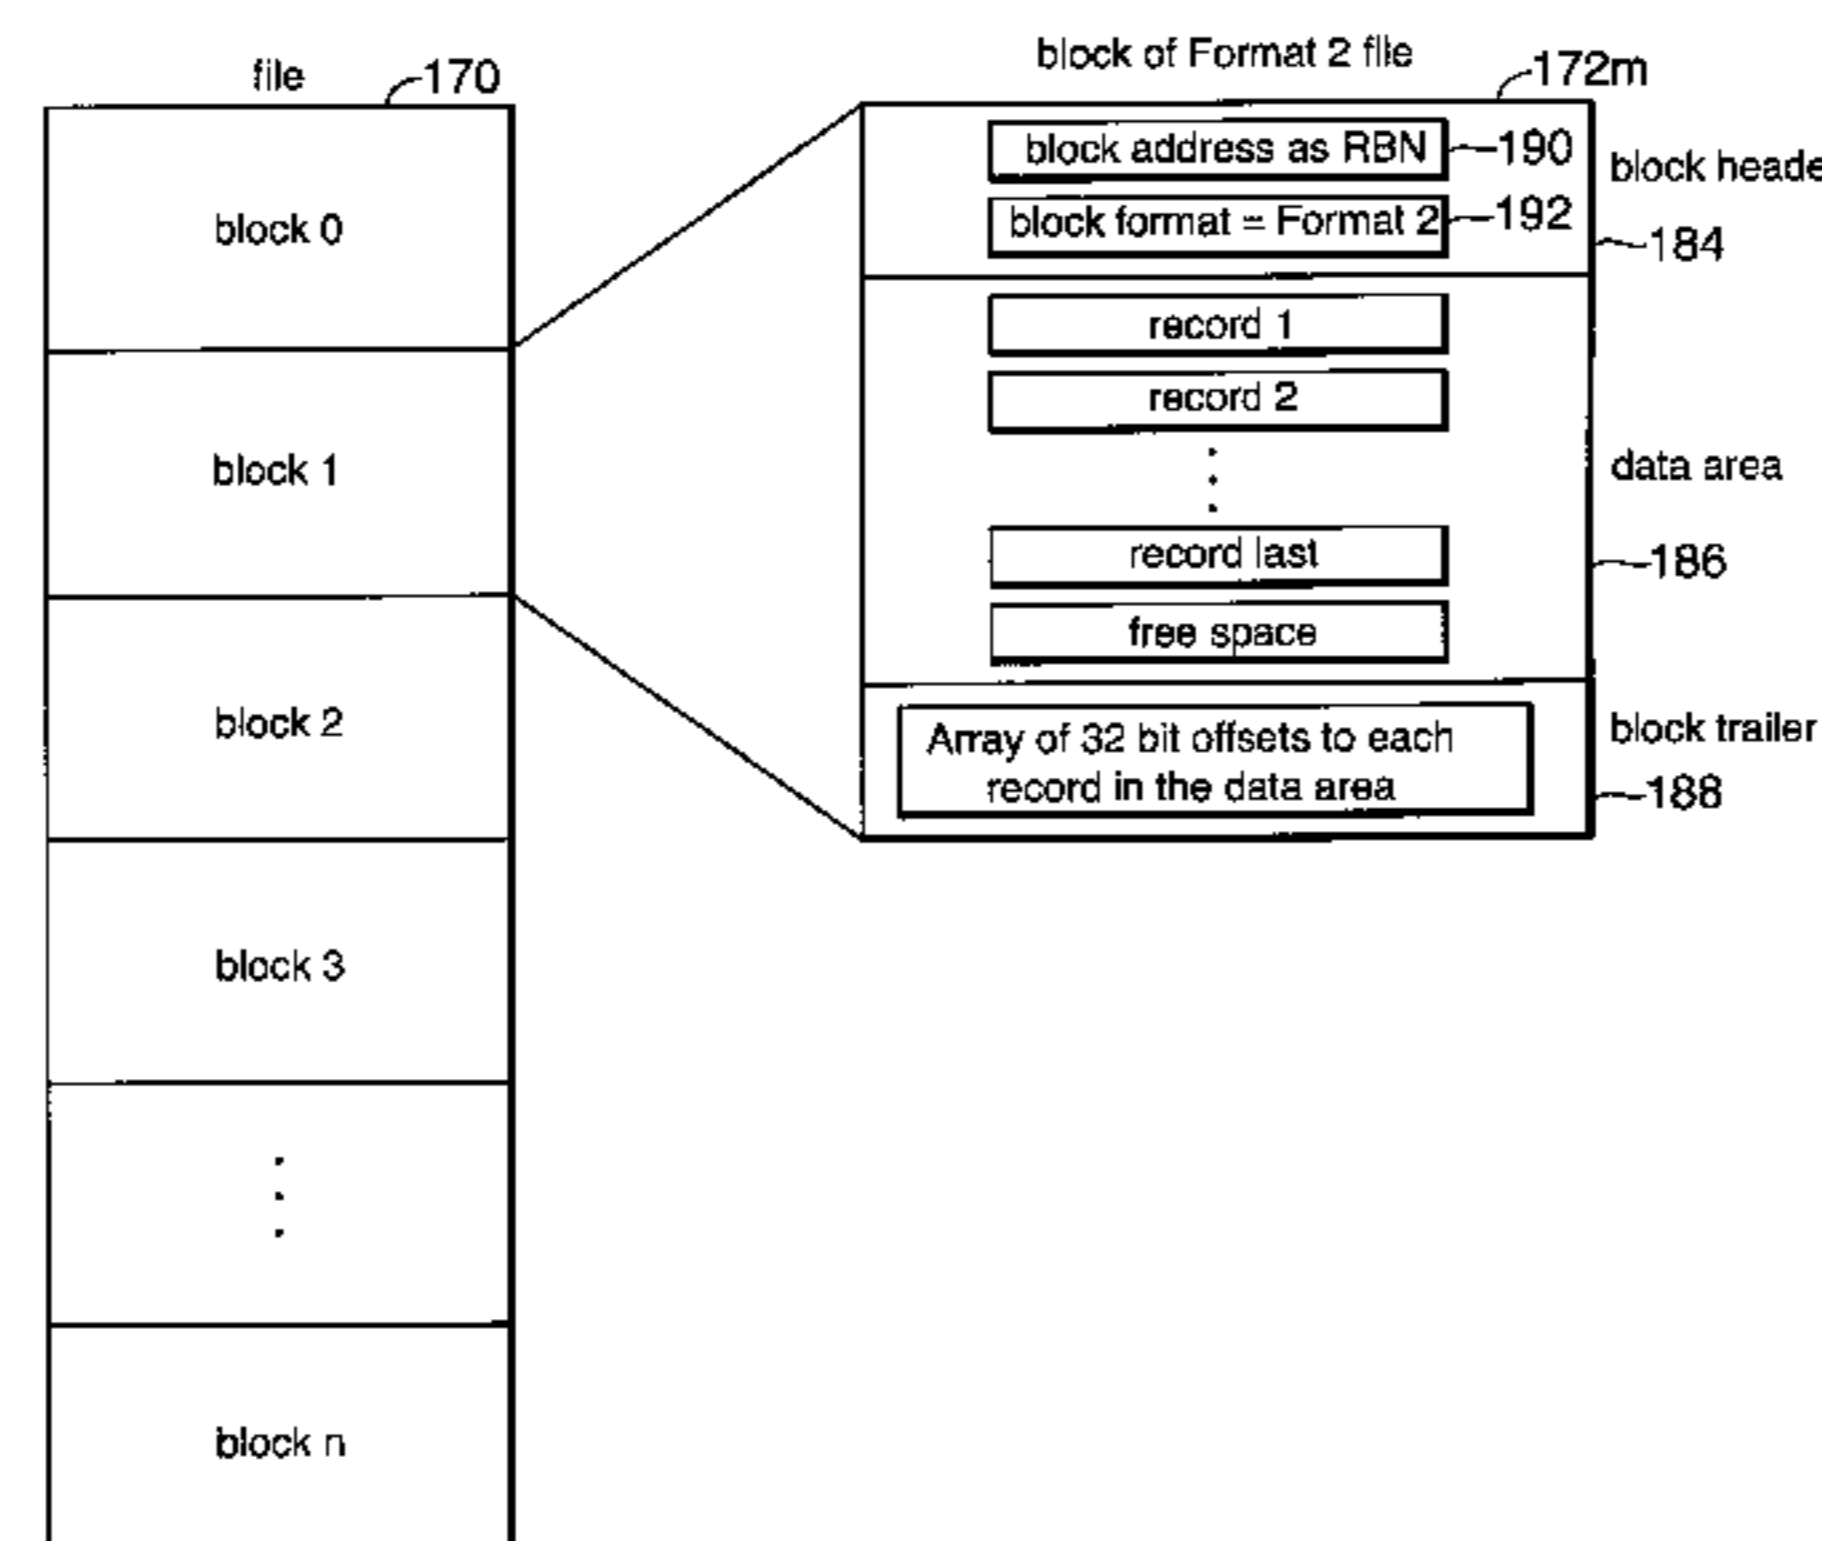 file
170
block 0
block 1
block 2
block 3
block n
block of Format 2 file
172m
block address as RBN
190
block format = Format 2
192
block heade
184
record 1
record 2
record last
free space
data area
186
Array of 32 bit offsets to each
record in the data area
block trailer
188